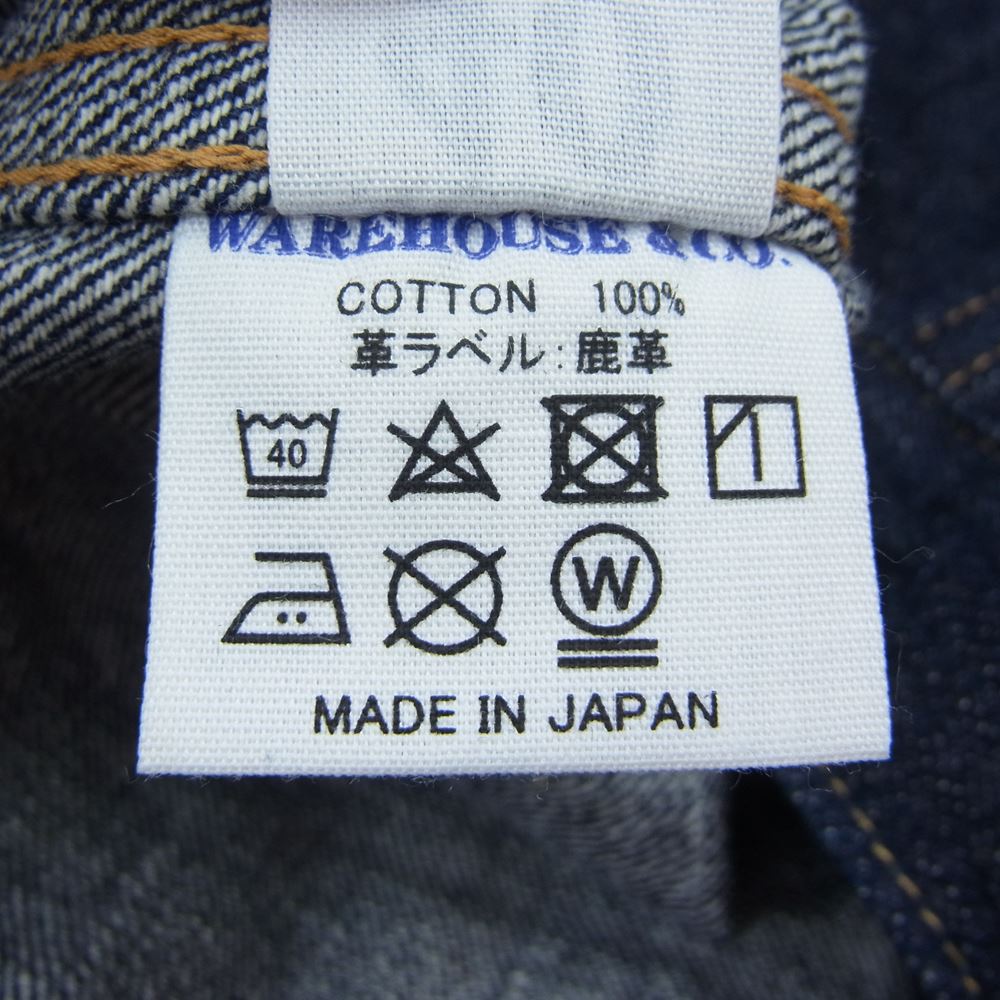 WAREHOUSE & CO.
COTTON 100%
革ラベル:鹿革
40
W
MADE IN JAPAN